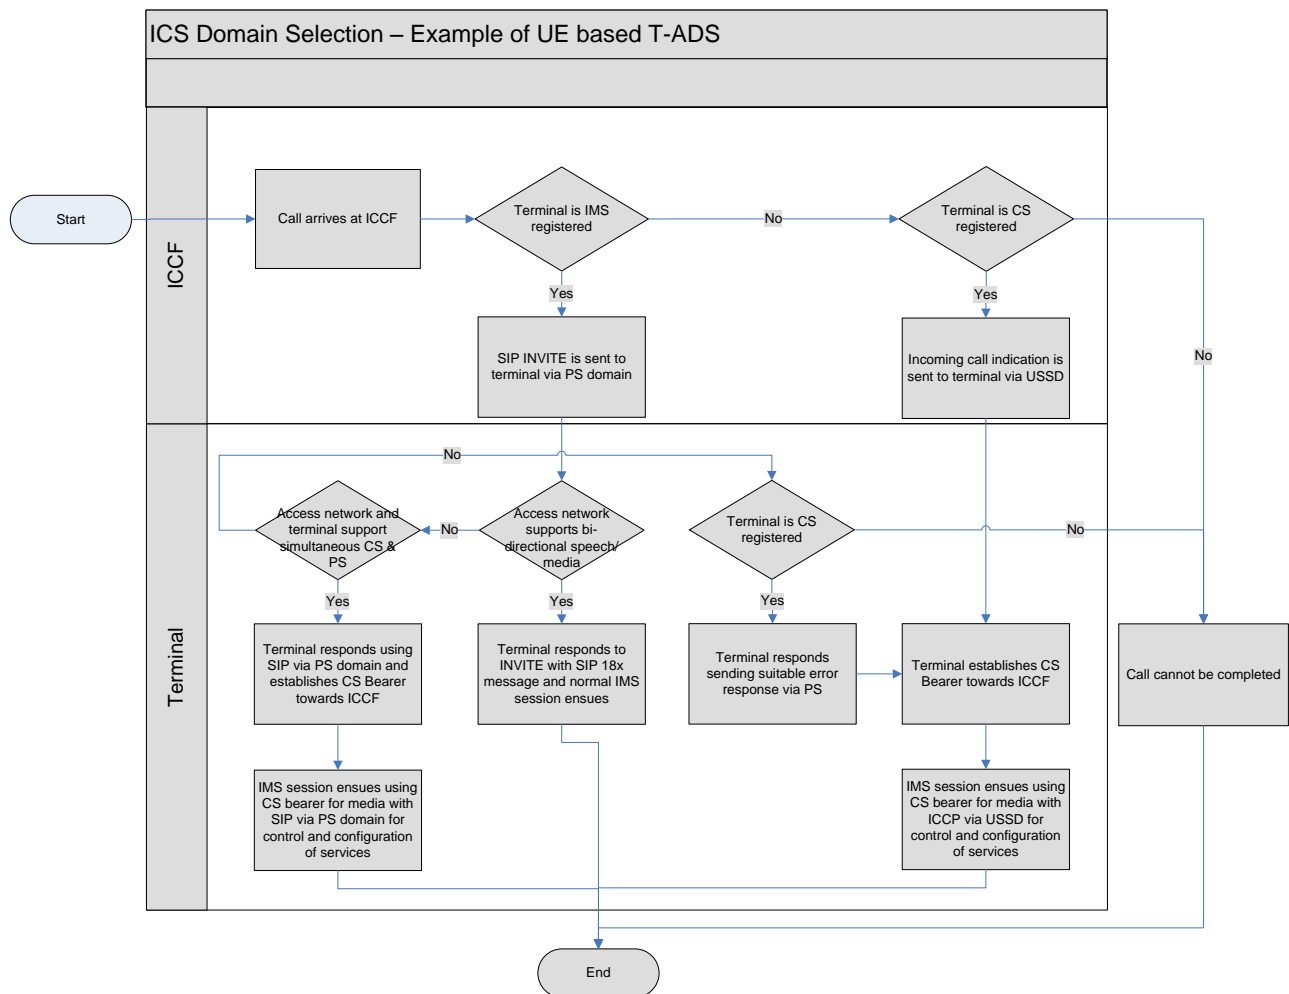 ICS Domain Selection – Example of UE based T-ADS
ICCF
Start
Call arrives at ICCF
Terminal is IMS
registered
No
Terminal is CS
registered
Yes
Yes
SIP INVITE is sent to
terminal via PS domain
Incoming call indication is
sent to terminal via USSD
No
Terminal
No
Access network and
terminal support
simultaneous CS &
PS
No
Access network
supports bi-
directional speech/
media
Terminal is CS
registered
No
Yes
Yes
Yes
Terminal responds using
SIP via PS domain and
establishes CS Bearer
towards ICCF
Terminal responds to
INVITE with SIP 18x
message and normal IMS
session ensues
Terminal responds
sending suitable error
response via PS
Terminal establishes CS
Bearer towards ICCF
Call cannot be completed
IMS session ensues using
CS bearer for media with
SIP via PS domain for
control and configuration
of services
IMS session ensues using
CS bearer for media with
ICCP via USSD for
control and configuration
of services
End